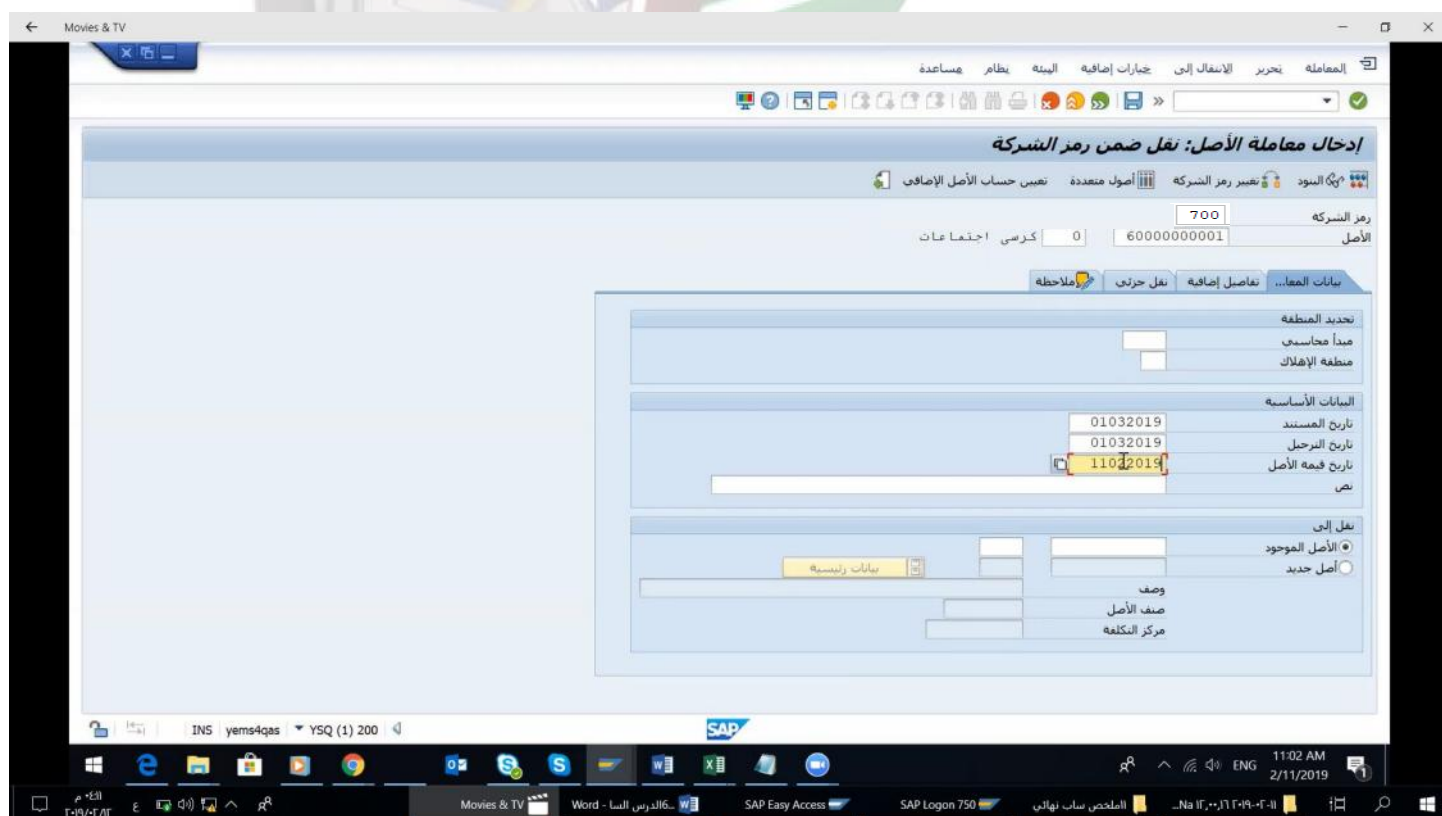 Movies & TV
المعاملة تحرير الانتقال إلى خيارات إضافية البيئة نظام مساعدة
إدخال معاملة الأصل: نقل ضمن رمز الشركة
البنود تغيير رمز الشركة أصول متعددة تعيين حساب الأصل الإضافي
رمز الشركة 700
الأصل 60000000001 0 كرسي اجتماعات
بيانات المعا... تفاصيل إضافية نقل جزئي ملاحظة
تحديد المنطقة
مبدأ محاسبي
منطقة الإهلاك
البيانات الأساسية
تاريخ المستند 01032019
تاريخ الترحيل 01032019
تاريخ قيمة الأصل 11022019
نص
نقل إلى
الأصل الموجود
أصل جديد بيانات رئيسية
وصف
صنف الأصل
مركز التكلفة
INS yems4qas YSQ (1) 200
SAP
ENG 11:02 AM
2/11/2019
Movies & TV
الدرس السا - Word
SAP Easy Access
SAP Logon 750
الملخص ساب نهائي